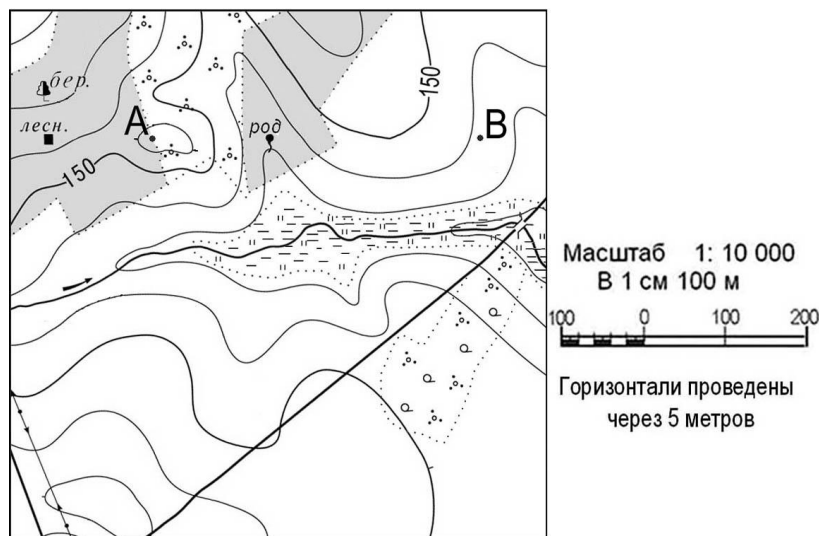 бер.
лесн.
А
род
В
150
150
Масштаб 1: 10 000
В 1 см 100 м
100 0 100 200
Горизонтали проведены
через 5 метров